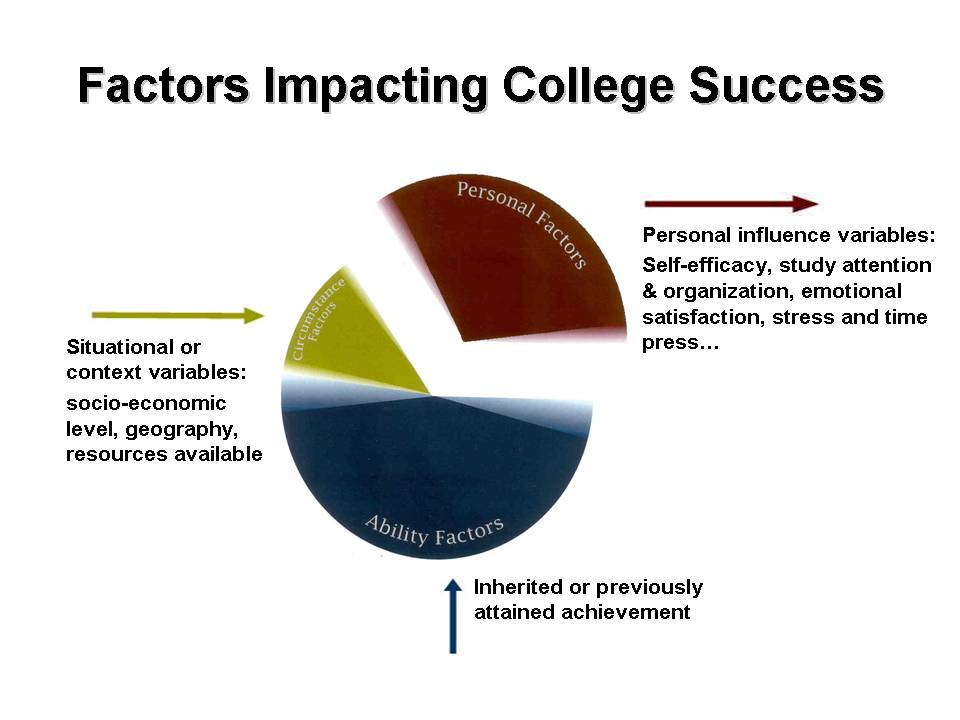 Factors Impacting College Success
Personal Factors
Personal influence variables:
Self-efficacy, study attention
& organization, emotional
satisfaction, stress and time
press…
Circumstance
Factors
Situational or
context variables:
socio-economic
level, geography,
resources available
Ability Factors
Inherited or previously
attained achievement